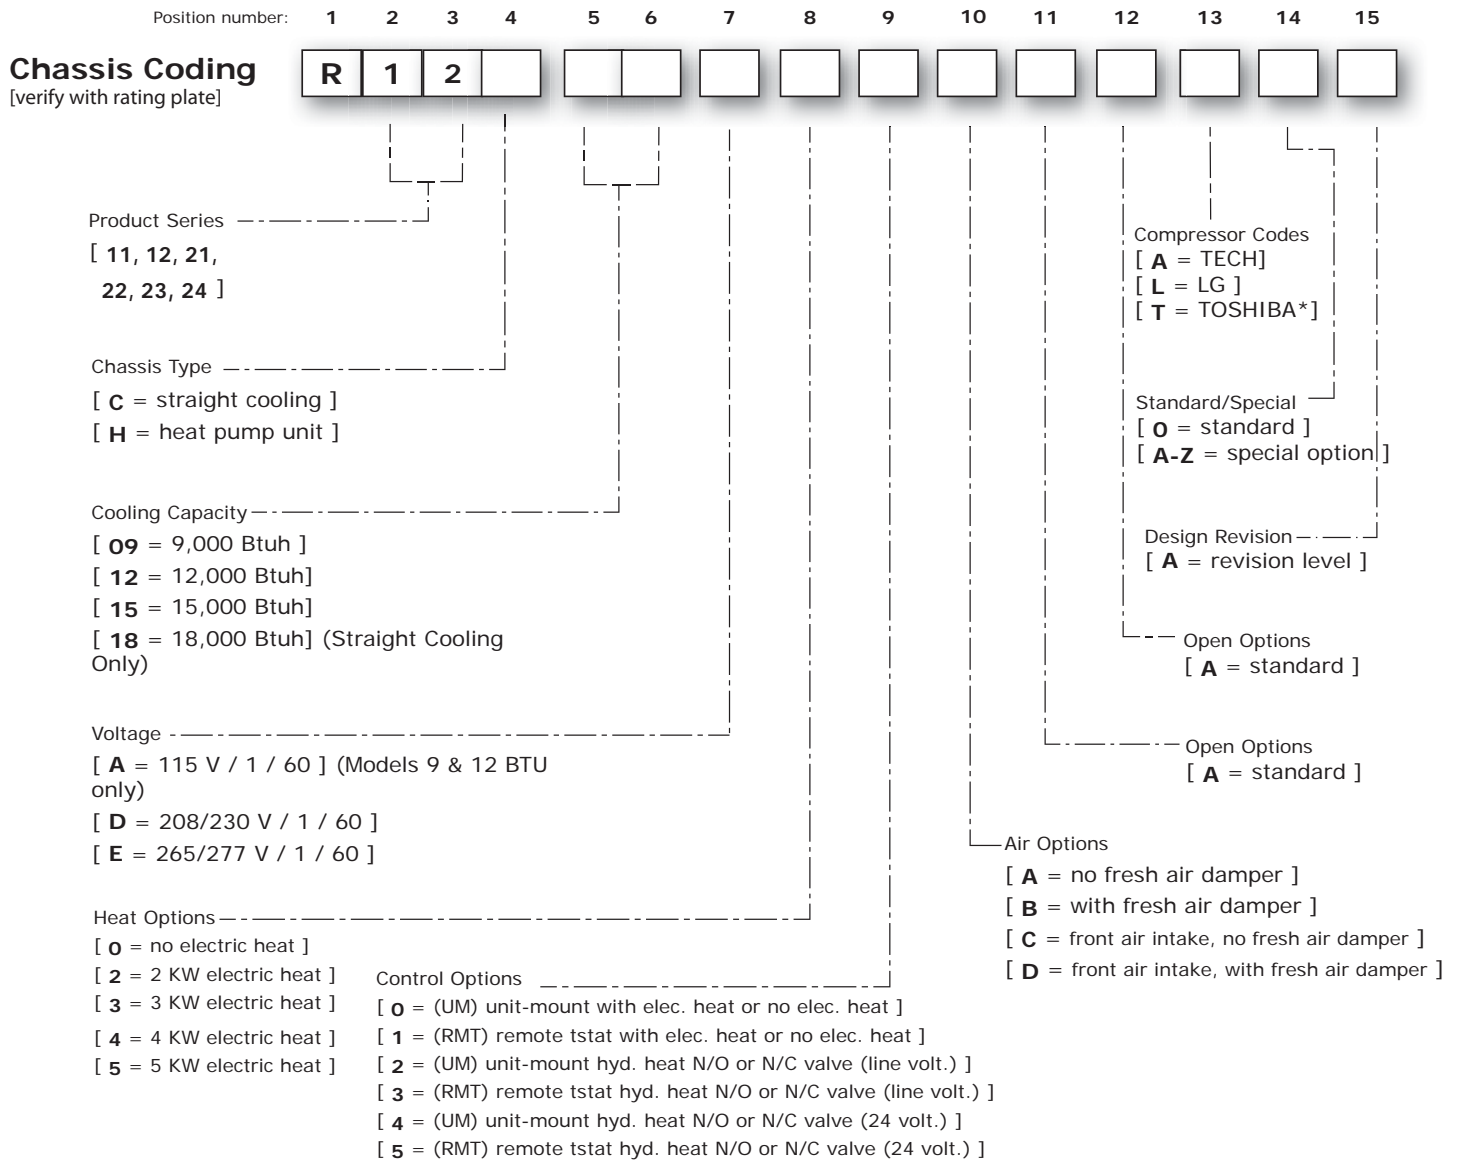 Position number: 1 2 3 4 5 6 7 8 9 10 11 12 13 14 15
Chassis Coding
[verify with rating plate]
R 1 2
Product Series
[ 11, 12, 21,
22, 23, 24 ]
Chassis Type
[ C = straight cooling ]
[ H = heat pump unit ]
Cooling Capacity
[ 09 = 9,000 Btuh ]
[ 12 = 12,000 Btuh]
[ 15 = 15,000 Btuh]
[ 18 = 18,000 Btuh] (Straight Cooling
Only)
Voltage
[ A = 115 V / 1 / 60 ] (Models 9 & 12 BTU
only)
[ D = 208/230 V / 1 / 60 ]
[ E = 265/277 V / 1 / 60 ]
Heat Options
[ 0 = no electric heat ]
[ 2 = 2 KW electric heat ]
[ 3 = 3 KW electric heat ]
[ 4 = 4 KW electric heat ]
[ 5 = 5 KW electric heat ]
Control Options
[ 0 = (UM) unit-mount with elec. heat or no elec. heat ]
[ 1 = (RMT) remote tstat with elec. heat or no elec. heat ]
[ 2 = (UM) unit-mount hyd. heat N/O or N/C valve (line volt.) ]
[ 3 = (RMT) remote tstat hyd. heat N/O or N/C valve (line volt.) ]
[ 4 = (UM) unit-mount hyd. heat N/O or N/C valve (24 volt.) ]
[ 5 = (RMT) remote tstat hyd. heat N/O or N/C valve (24 volt.) ]
Compressor Codes
[ A = TECH]
[ L = LG ]
[ T = TOSHIBA*]
Standard/Special
[ 0 = standard ]
[ A-Z = special option ]
Design Revision
[ A = revision level ]
Open Options
[ A = standard ]
Open Options
[ A = standard ]
Air Options
[ A = no fresh air damper ]
[ B = with fresh air damper ]
[ C = front air intake, no fresh air damper ]
[ D = front air intake, with fresh air damper ]